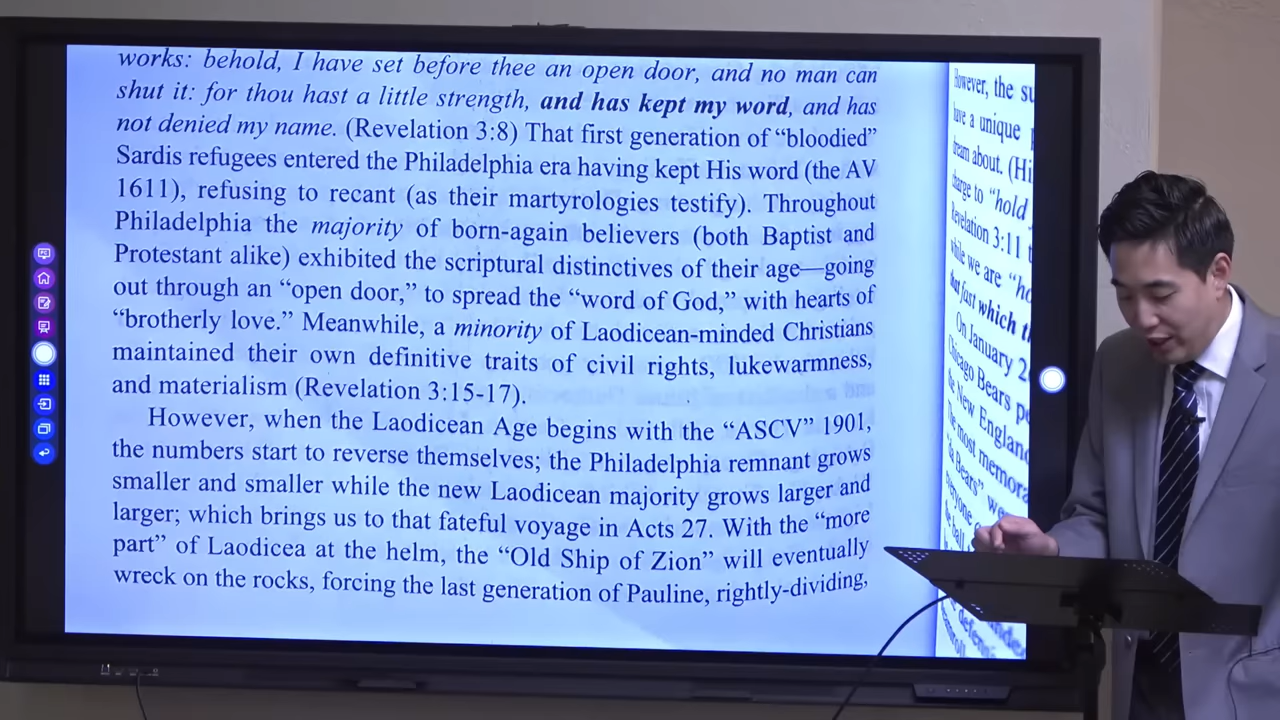 works: behold, I have set before thee an open door, and no man can
shut it: for thou hast a little strength, and has kept my word, and has
not denied my name. (Revelation 3:8) That first generation of “bloodied”
Sardis refugees entered the Philadelphia era having kept His word (the AV
1611), refusing to recant (as their martyrologies testify). Throughout
Philadelphia the majority of born-again believers (both Baptist and
Protestant alike) exhibited the scriptural distinctives of their age—going
out through an “open door,” to spread the “word of God,” with hearts of
“brotherly love.” Meanwhile, a minority of Laodicean-minded Christians
maintained their own definitive traits of civil rights, lukewarmness,
and materialism (Revelation 3:15-17).
However, when the Laodicean Age begins with the “ASCV” 1901,
the numbers start to reverse themselves; the Philadelphia remnant grows
smaller and smaller while the new Laodicean majority grows larger and
larger; which brings us to that fateful voyage in Acts 27. With the “more
part” of Laodicea at the helm, the “Old Ship of Zion” will eventually
wreck on the rocks, forcing the last generation of Pauline, rightly-dividing,
However, the su
have a unique
about. (Hi
charge to “hold
Revelation 3:11
while we are “ho
that fast which
On January 2
Chicago Bears
the New England
The most
Bears” we